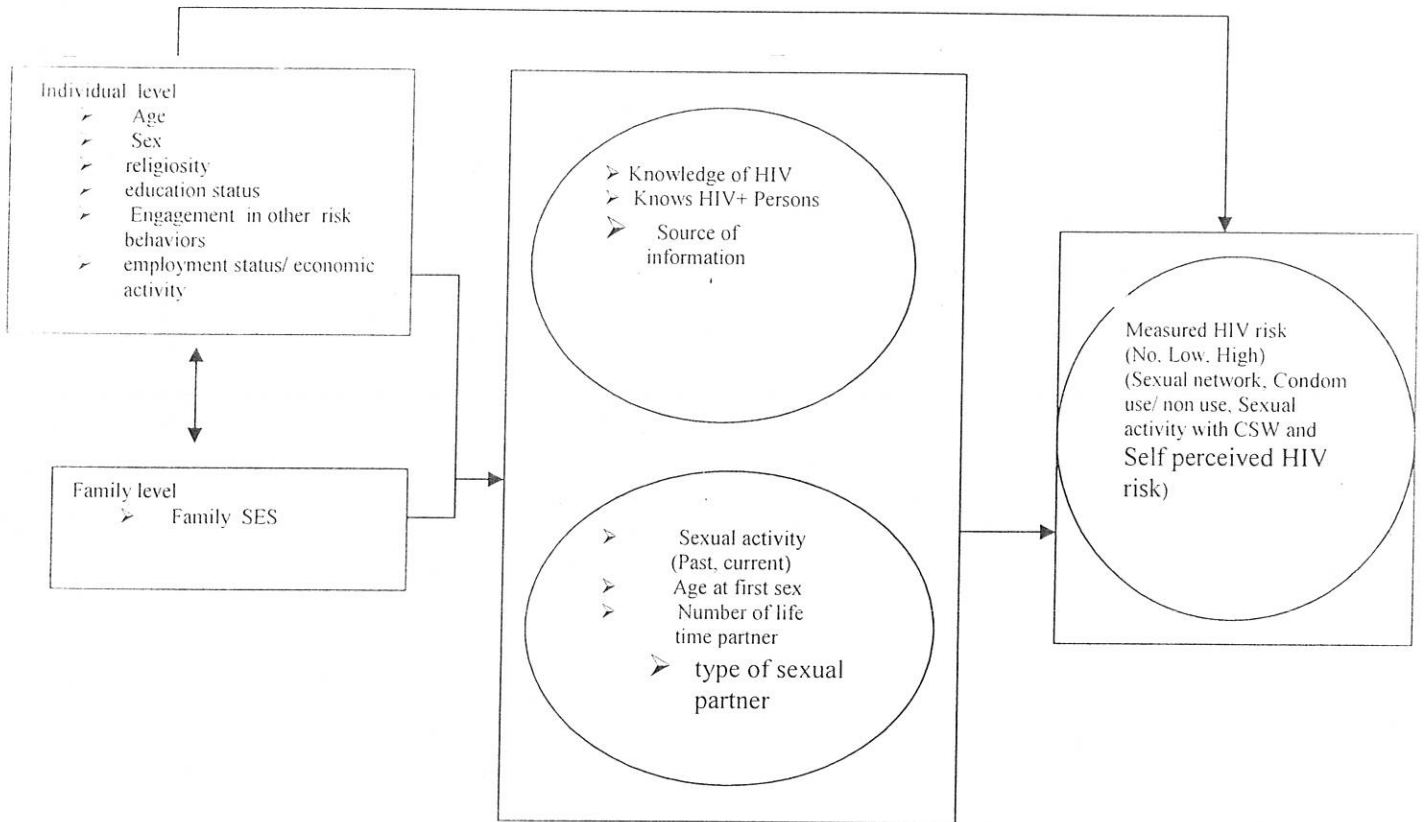 Individual level
➢ Age
➢ Sex
➢ religiosity
➢ education status
➢ Engagement in other risk
behaviors
➢ employment status/ economic
activity
Family level
➢ Family SES
➢ Knowledge of HIV
➢ Knows HIV+ Persons
➢ Source of
information
➢ Sexual activity
(Past, current)
➢ Age at first sex
➢ Number of life
time partner
➢ type of sexual
partner
Measured HIV risk
(No, Low, High)
(Sexual network, Condom
use/ non use, Sexual
activity with CSW and
Self perceived HIV
risk)